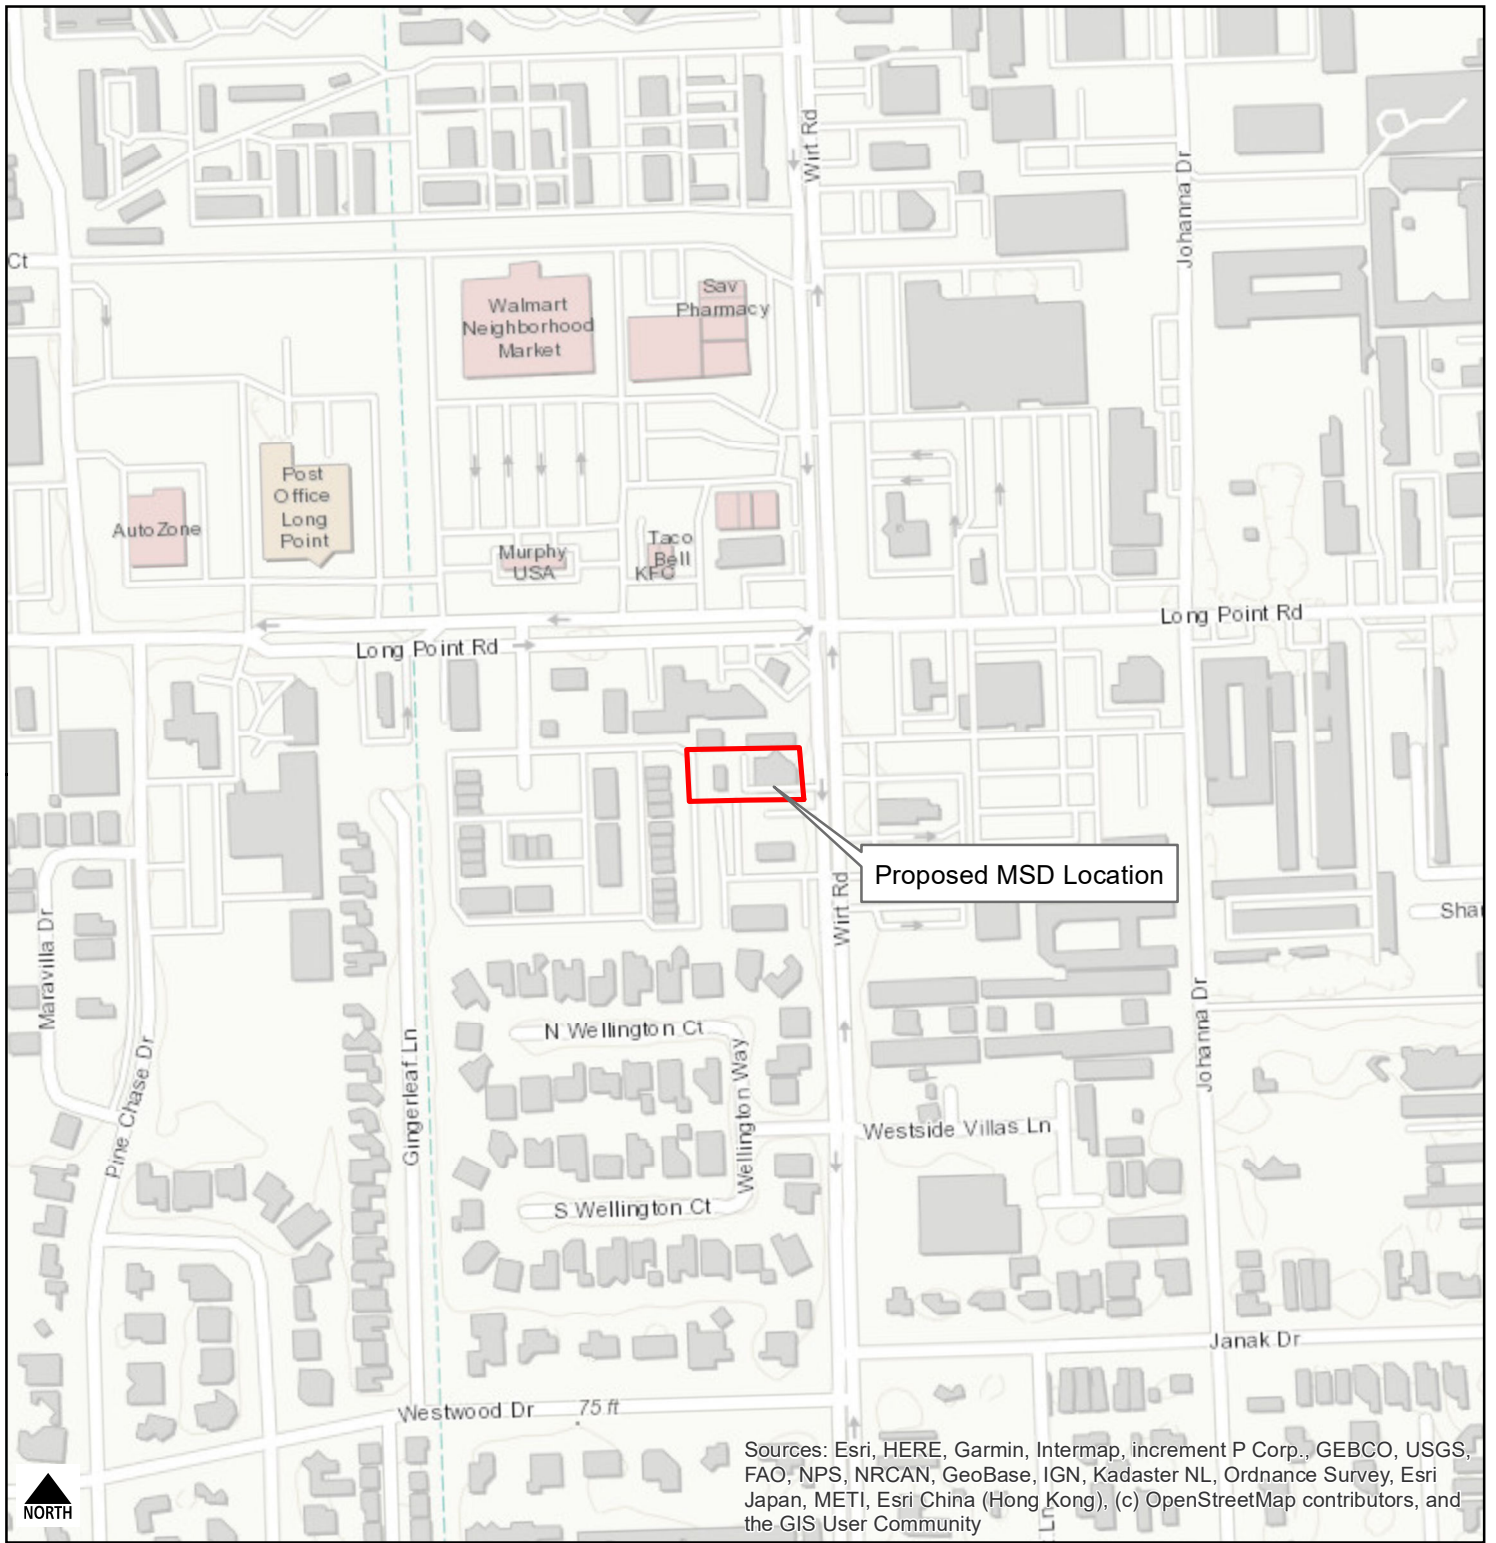 Wirt Rd
Johanna Dr
Ct
Sav
Pharmacy
Walmart
Neighborhood
Market
Post
Office
Long
Point
AutoZone
Taco
Bell
KFC
Murphy
USA
Long Point Rd
Long Point Rd
Proposed MSD Location
Wirt Rd
Maravilla Dr
Pine Chase Dr
Gingerleaf Ln
N Wellington Ct
Wellington Way
S Wellington Ct
Westside Villas Ln
Johanna Dr
Shar
Janak Dr
Westwood Dr
75 ft
Ln
NORTH
Sources: Esri, HERE, Garmin, Intermap, increment P Corp., GEBCO, USGS,
FAO, NPS, NRCAN, GeoBase, IGN, Kadaster NL, Ordnance Survey, Esri
Japan, METI, Esri China (Hong Kong), (c) OpenStreetMap contributors, and
the GIS User Community